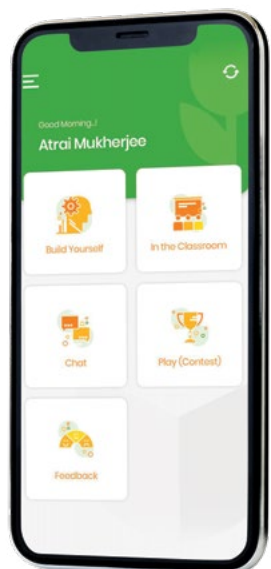 Good Morning..!
Atrai Mukherjee
Build Yourself
In the Classroom
Chat
Play (Contest)
Feedback